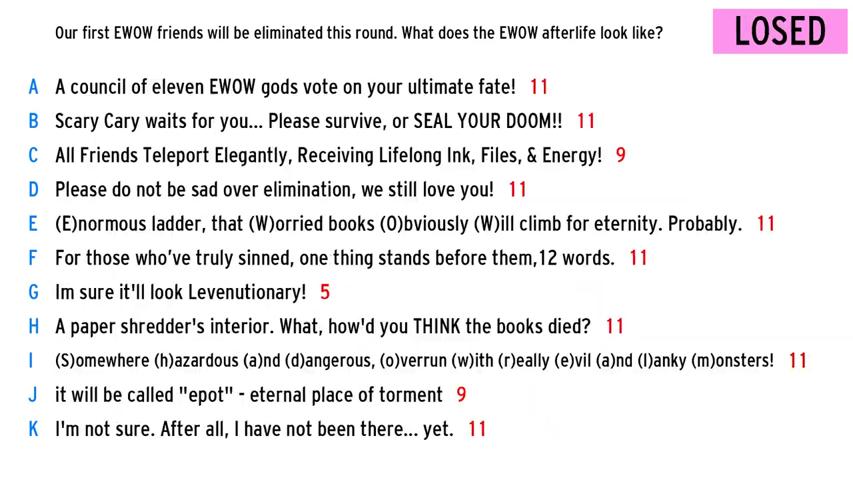 Our first EWOW friends will be eliminated this round. What does the EWOW afterlife look like?
LOSED
A A council of eleven EWOW gods vote on your ultimate fate! 11
B Scary Cary waits for you... Please survive, or SEAL YOUR DOOM!! 11
C All Friends Teleport Elegantly, Receiving Lifelong Ink, Files, & Energy! 9
D Please do not be sad over elimination, we still love you! 11
E (E)normous ladder, that (W)orried books (O)bviously (W)ill climb for eternity. Probably. 11
F For those who've truly sinned, one thing stands before them,12 words. 11
G Im sure it'll look Levenutionary! 5
H A paper shredder's interior. What, how'd you THINK the books died? 11
I (S)omewhere (h)azardous (a)nd (d)angerous, (o)verrun (w)ith (r)eally (e)vil (a)nd (l)anky (m)onsters! 11
J it will be called "epot" - eternal place of torment 9
K I'm not sure. After all, I have not been there... yet. 11